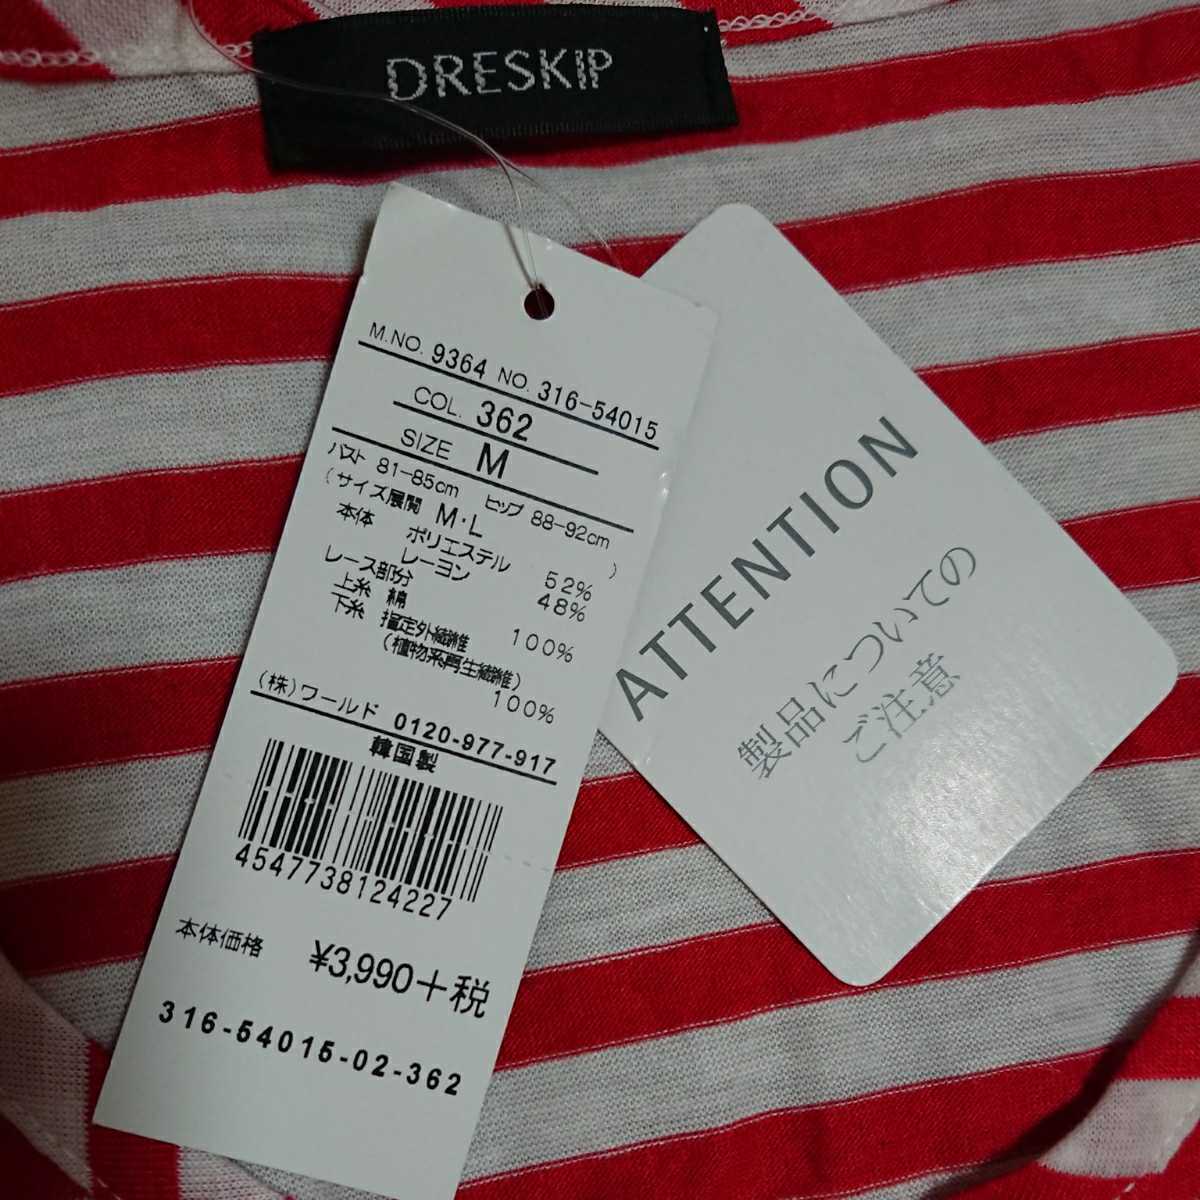 DRESKIP
M.NO. 9364 NO. 316-54015
COL. 362
SIZE M
バスト 81-85cm ヒップ 88-92cm
(サイズ展開 M・L )
本体 ポリエステル 52%
レーヨン 48%
レース部分
上糸 綿 100%
下糸 指定外繊維
(植物系再生繊維)
100%
(株)ワールド 0120-977-917
韓国製
4547738124227
本体価格 ¥3,990+税
316-54015-02-362
ATTENTION
製品についての
ご注意